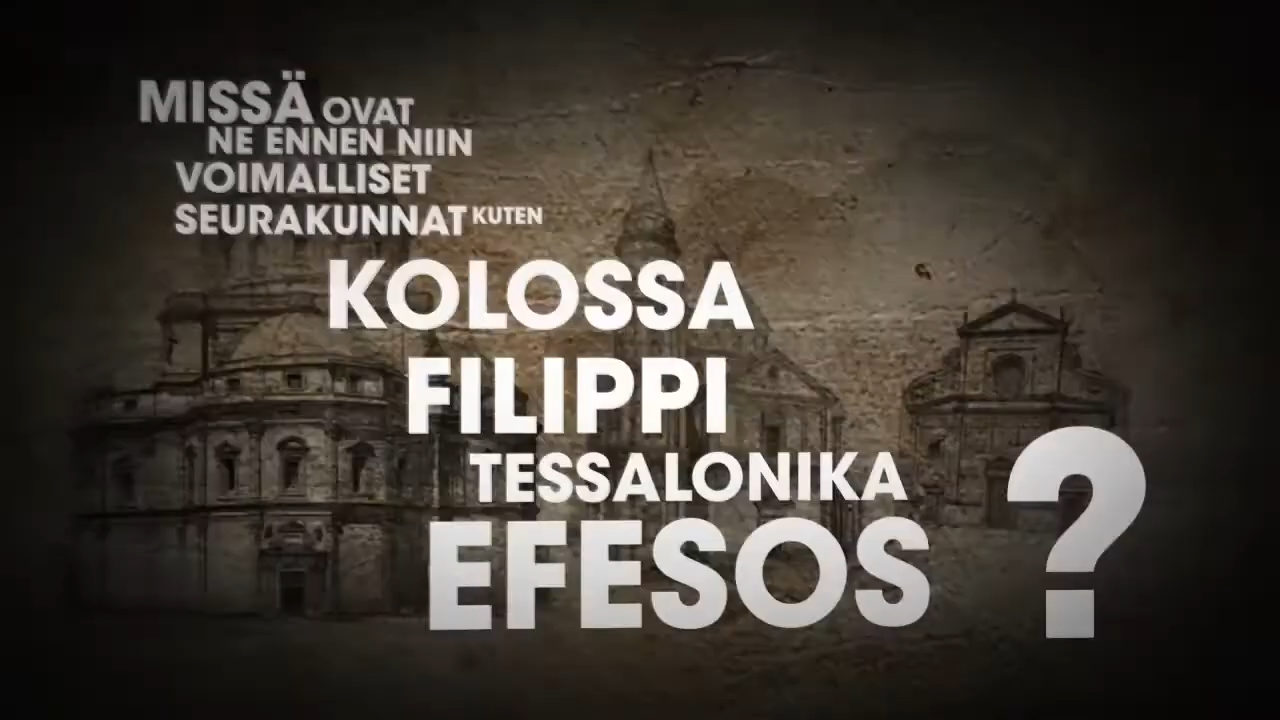 MISSÄ OVAT
NE ENNEN NIIN
VOIMALLISET
SEURAKUNNAT KUTEN
KOLOSSA
FILIPPI
TESSALONIKA
EFESOS ?